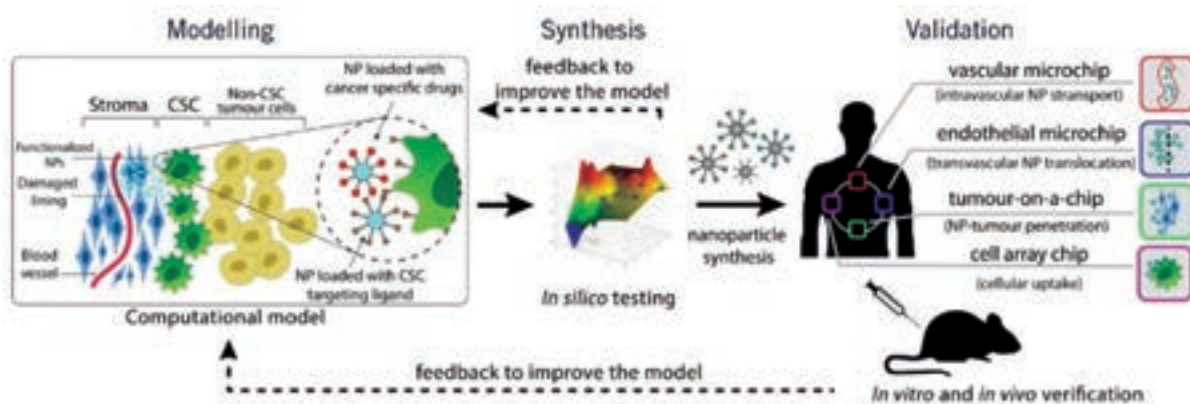 Modelling
Synthesis
Validation
NP loaded with
cancer specific drugs
Non-CSC
tumour cells
Stroma
CSC
Functionalized
NPs
Damaged
lining
Blood
vessel
NP loaded with CSC
targeting ligand
Computational model
feedback to
improve the model
In silico testing
nanoparticle
synthesis
vascular microchip
(intravascular NP stransport)
endothelial microchip
(transvascular NP translocation)
tumour-on-a-chip
(NP-tumour penetration)
cell array chip
(cellular uptake)
feedback to improve the model
In vitro and in vivo verification